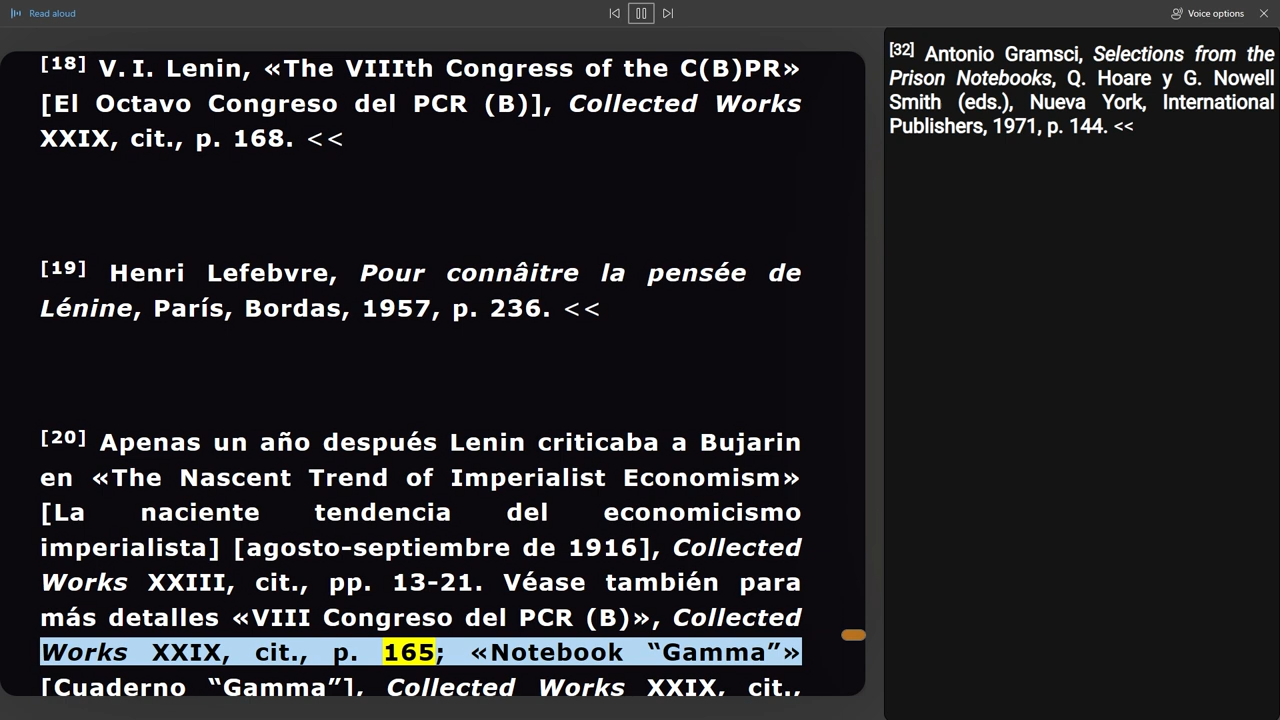 Read aloud
Voice options
[18] V. I. Lenin, «The VIIIth Congress of the C(B)PR»
[El Octavo Congreso del PCR (B)], Collected Works
XXIX, cit., p. 168. <<
[19] Henri Lefebvre, Pour connâitre la pensée de
Lénine, París, Bordas, 1957, p. 236. <<
[20] Apenas un año después Lenin criticaba a Bujarin
en «The Nascent Trend of Imperialist Economism»
[La naciente tendencia del economicismo
imperialista] [agosto-septiembre de 1916], Collected
Works XXIII, cit., pp. 13-21. Véase también para
más detalles «VIII Congreso del PCR (B)», Collected
Works XXIX, cit., p. 165; «Notebook “Gamma”»
[Cuaderno “Gamma”], Collected Works XXIX, cit.,
[32] Antonio Gramsci, Selections from the
Prison Notebooks, Q. Hoare y G. Nowell
Smith (eds.), Nueva York, International
Publishers, 1971, p. 144. <<